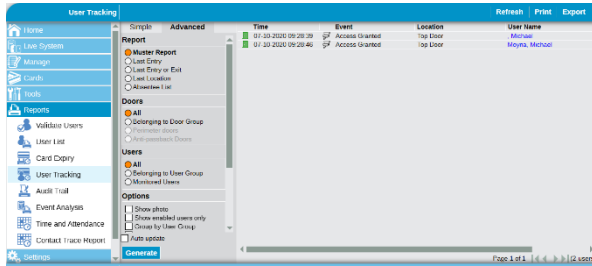 User Tracking
Refresh Print Export
Home
Live System
Manage
Cards
Tools
Reports
Validate Users
User List
Card Expiry
User Tracking
Audit Trail
Event Analysis
Time and Attendance
Contact Trace Report
Settings
Simple Advanced
Report
Muster Report
Last Entry
Last Entry or Exit
Last Location
Absentee List
Doors
All
Belonging to Door Group
Perimeter doors
Anti-passback Doors
Users
All
Belonging to User Group
Monitored Users
Options
Show photo
Show enabled users only
Group by User Group
Auto update
Generate
Time Event Location User Name
07-10-2020 09:28:39 Access Granted Top Door , Michael
07-10-2020 09:28:46 Access Granted Top Door Moyna, Michael
Page 1 of 1 (2 users